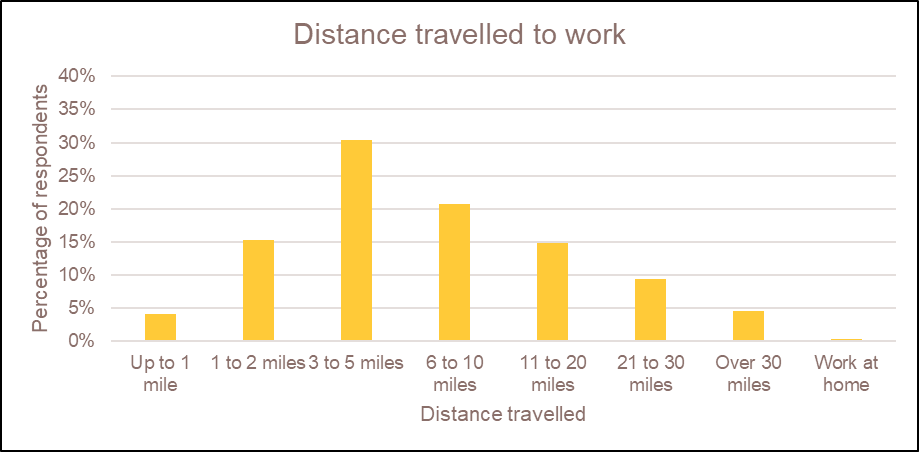 Distance travelled to work
Percentage of respondents
40%
35%
30%
25%
20%
15%
10%
5%
0%
Up to 1 mile
1 to 2 miles
3 to 5 miles
6 to 10 miles
11 to 20 miles
21 to 30 miles
Over 30 miles
Work at home
Distance travelled